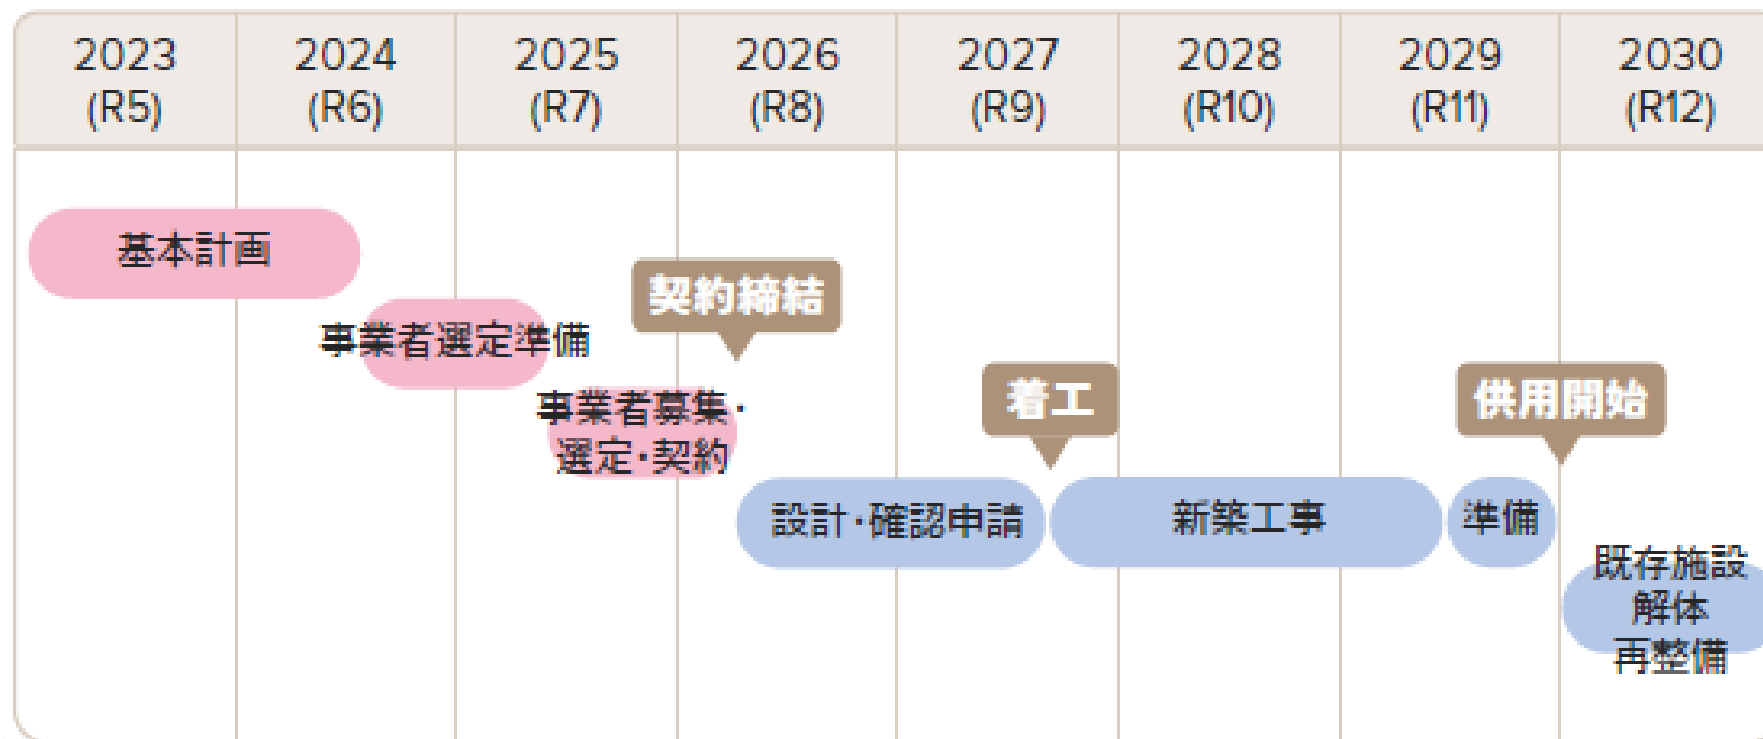 2023 2024 2025 2026 2027 2028 2029 2030
(R5) (R6) (R7) (R8) (R9) (R10) (R11) (R12)
基本計画
契約締結
事業者選定準備
着工
供用開始
事業者募集・
選定・契約
設計・確認申請
新築工事
準備
既存施設
解体
再整備